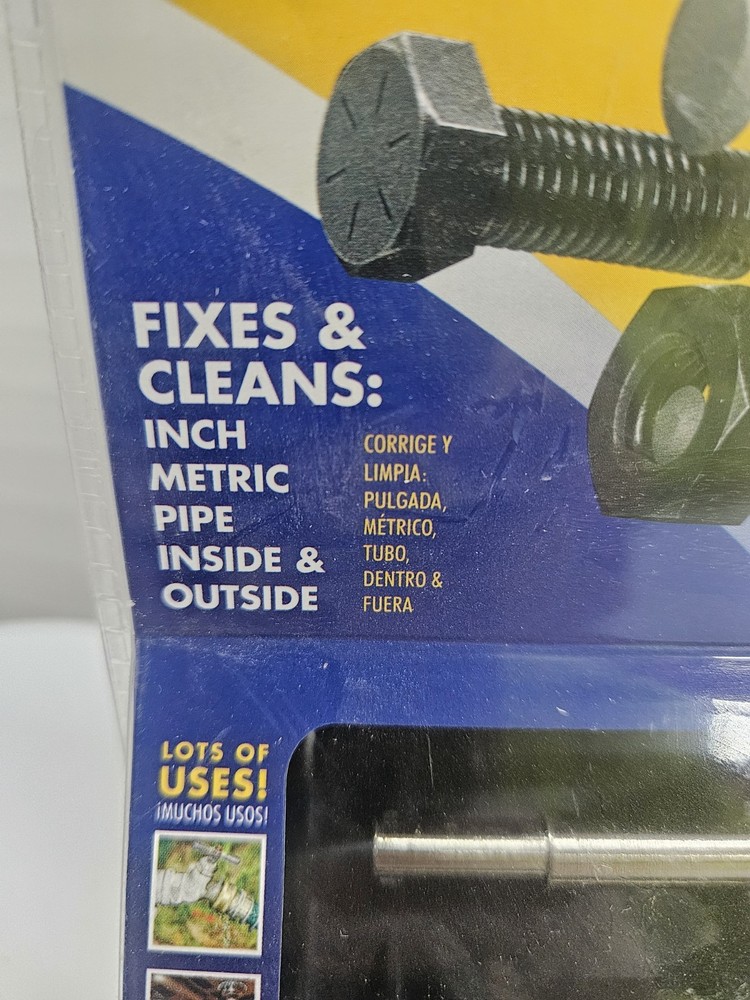 FIXES &
CLEANS:
INCH
METRIC
PIPE
INSIDE &
OUTSIDE
CORRIGE Y
LIMPIA:
PULGADA,
MÉTRICO,
TUBO,
DENTRO &
FUERA
LOTS OF
USES!
¡MUCHOS USOS!